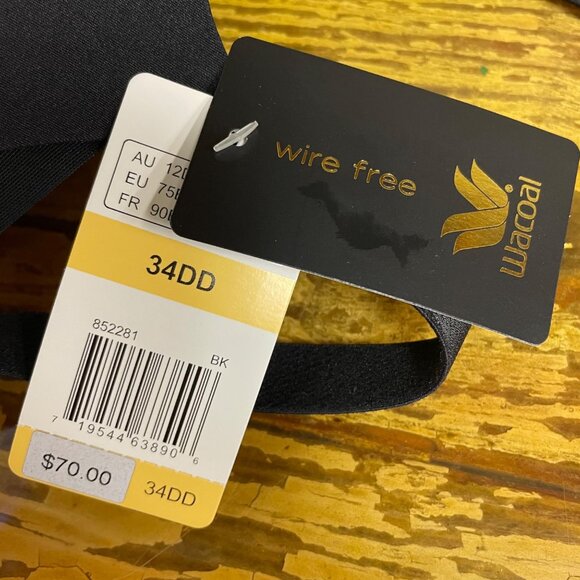 AU 12D
EU 75
FR 90
34DD
852281
BK
7 19544 63890 6
$70.00
34DD
wire free
wacoal